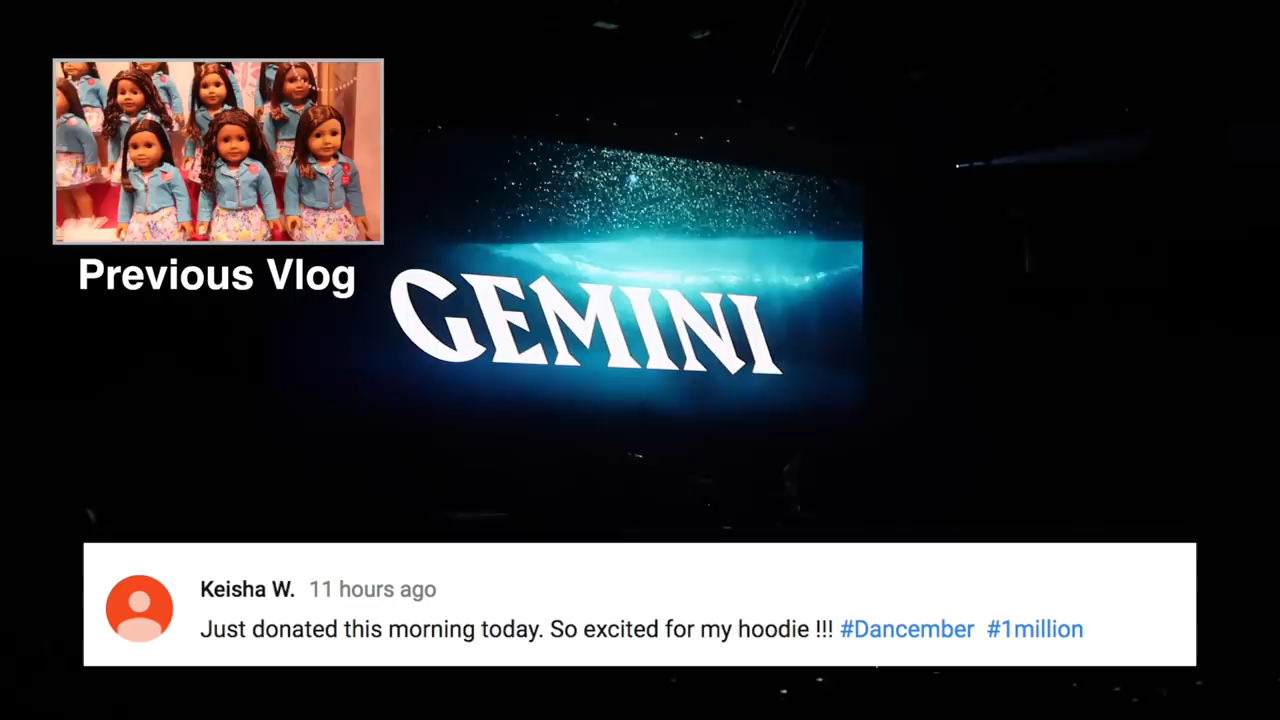 Previous Vlog
GEMINI
Keisha W. 11 hours ago
Just donated this morning today. So excited for my hoodie !!! #Dancember #1million